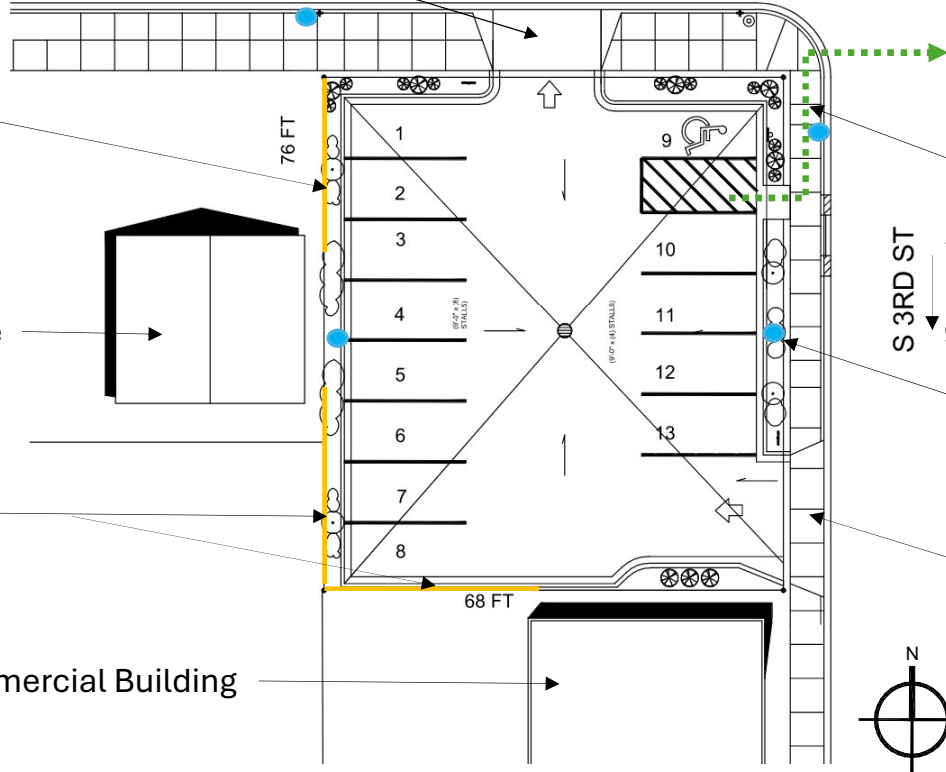 76 FT
1
2
3
4
5
6
7
8
(9'-0" x (8)
STALLS)
(9'-0" x (4) STALLS)
9
10
11
12
13
S 3RD ST
68 FT
mercial Building
N